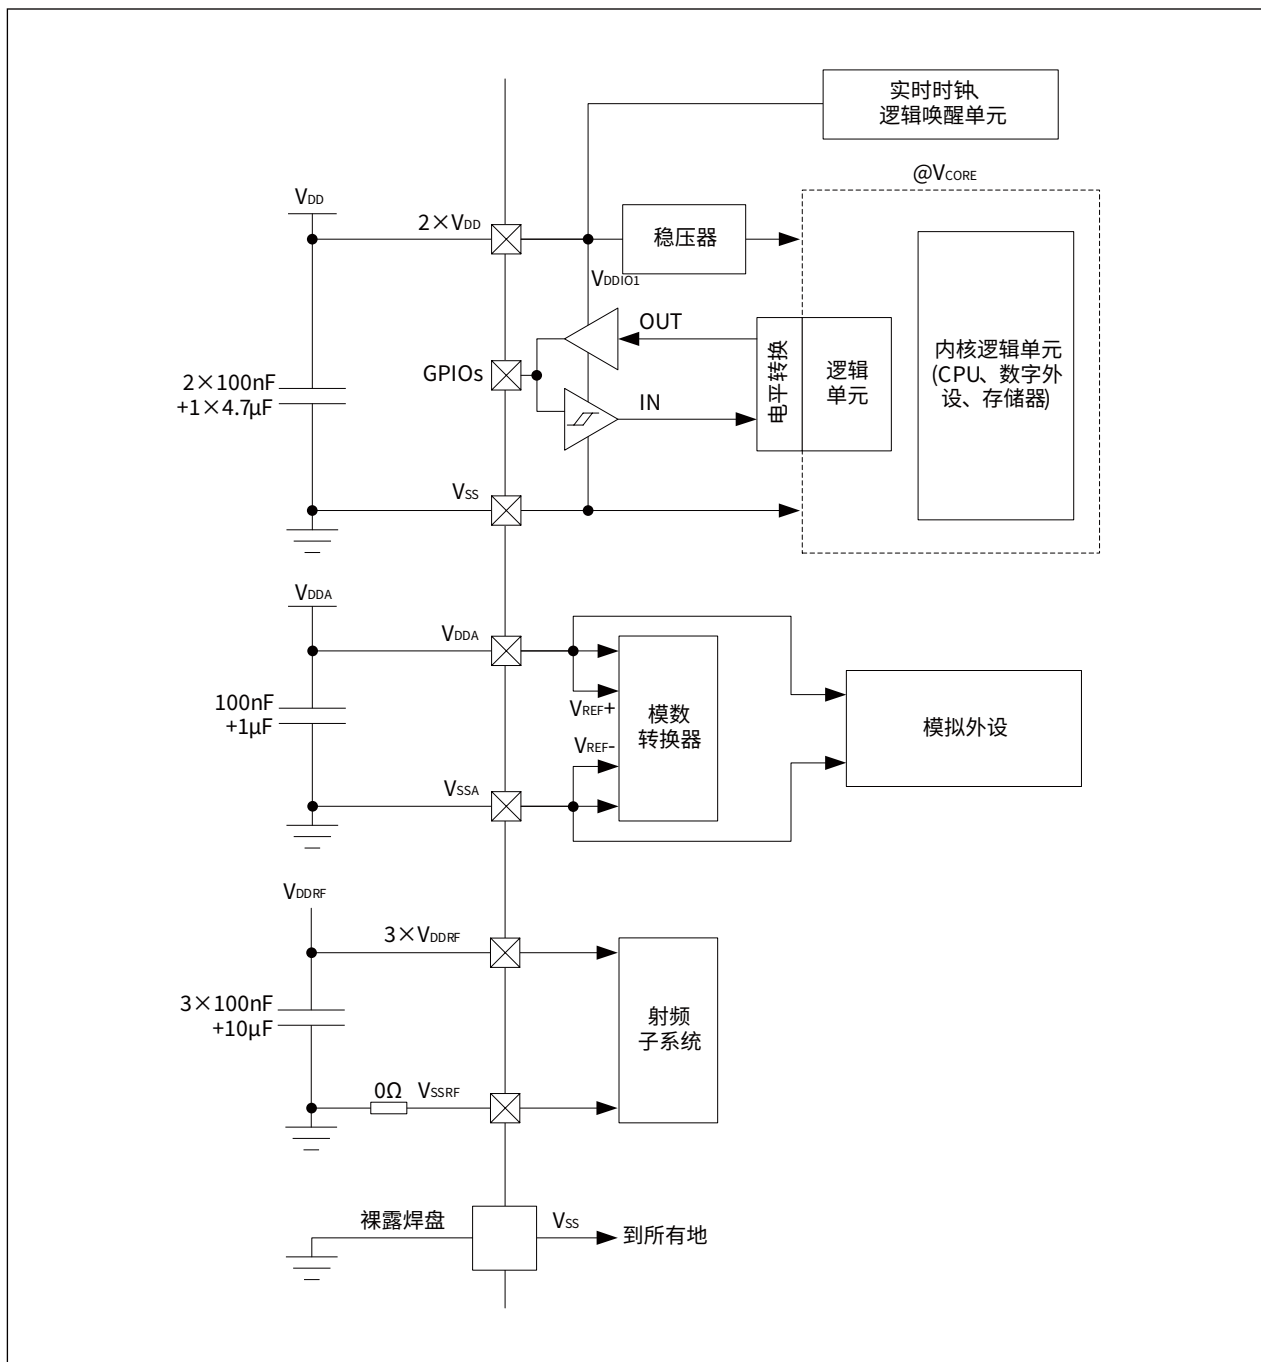 实时时钟、
逻辑唤醒单元
@VCORE
VDD
2×VDD
稳压器
VDDIO1
OUT
GPIOs
2×100nF
+1×4.7μF
IN
电平转换
逻辑
单元
内核逻辑单元
(CPU、数字外
设、存储器)
VSS
VDDA
VDDA
100nF
+1μF
VREF+
VREF-
模数
转换器
模拟外设
VSSA
VDDRF
3×VDDRF
3×100nF
+10μF
射频
子系统
0Ω
VSSRF
裸露焊盘
VSS
到所有地